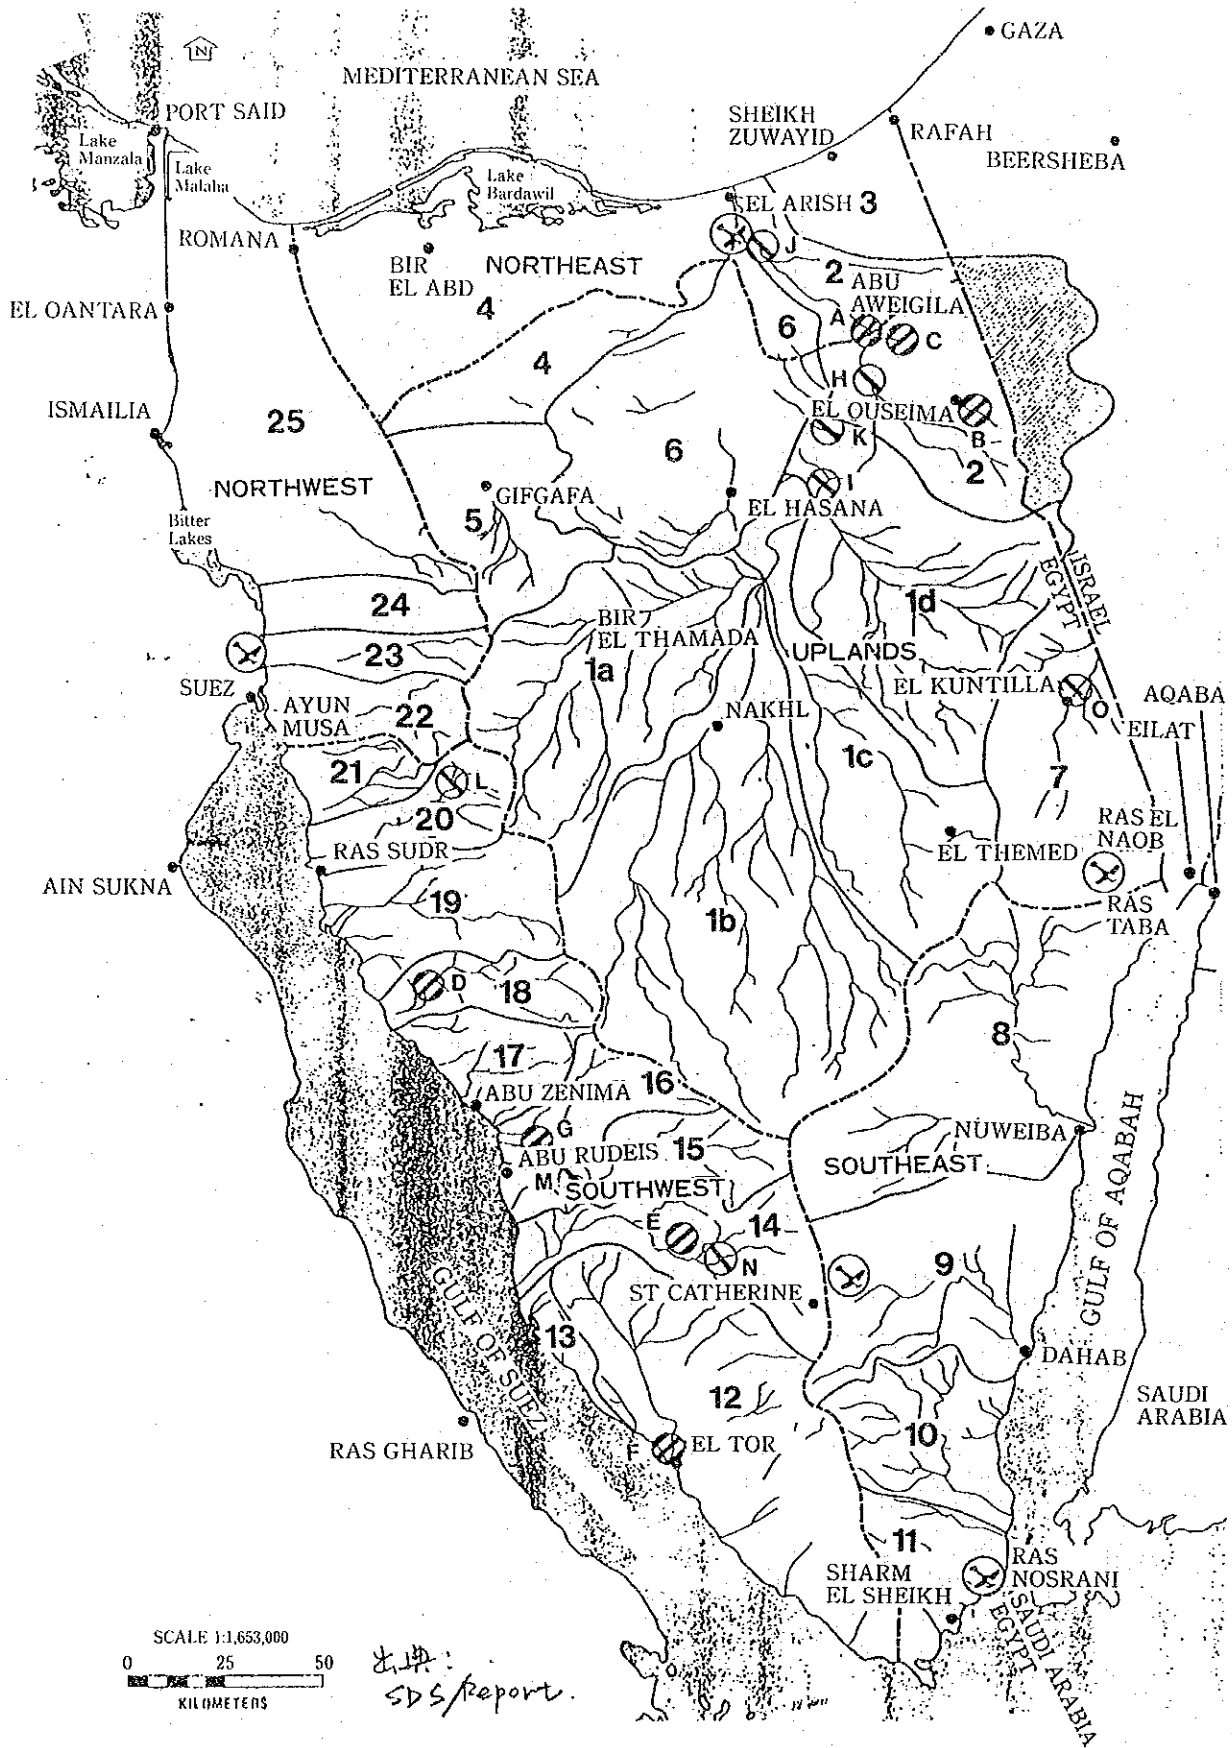 GAZA
N
MEDITERRANEAN SEA
PORT SAID
SHEIKH
ZUWAYID
RAFAH
BEERSHEBA
Lake
Manzala
Lake
Malaha
Lake
Bardawil
EL ARISH
3
ROMANA
BIR
EL ABD
NORTHEAST
J
2
ABU
AWEIGILA
EL QANTARA
4
A
C
6
4
H
ISMAILIA
25
EL OUSEIMA
K
B
6
2
NORTHWEST
GIFGAFA
I
EL HASANA
5
Bitter
Lakes
ISRAEL
EGYPT
24
1d
BIR
EL THAMADA
23
UPLANDS
1a
SUEZ
EL KUNTILLA
AQABA
AYUN
MUSA
22
NAKHL
O
EILAT
21
1c
7
L
20
RAS EL
NAQB
RAS SUDR
EL THEMED
AIN SUKNA
RAS
TABA
19
1b
D
18
8
17
16
ABU ZENIMA
G
NUWEIBA
ABU RUDEIS
15
SOUTHEAST
M
SOUTHWEST
GULF OF AQABAH
E
14
N
9
ST CATHERINE
GULF OF SUEZ
13
DAHAB
12
SAUDI
ARABIA
10
RAS GHARIB
F
EL TOR
11
RAS
NOSRANI
SHARM
EL SHEIKH
EGYPT
SAUDI ARABIA
SCALE 1:1,653,000
0 25 50
KILOMETERS
出典:
SDS/Report.